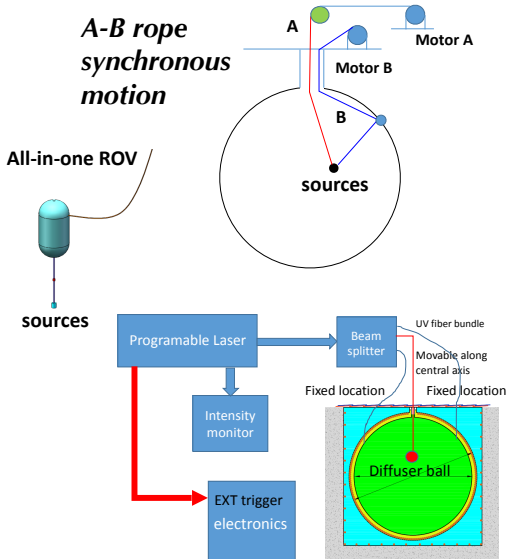 A-B rope
synchronous
motion
A
Motor A
Motor B
B
sources
All-in-one ROV
sources
Programable Laser
Beam
splitter
UV fiber bundle
Movable along
central axis
Fixed location
Fixed location
Intensity
monitor
Diffuser ball
EXT trigger
electronics